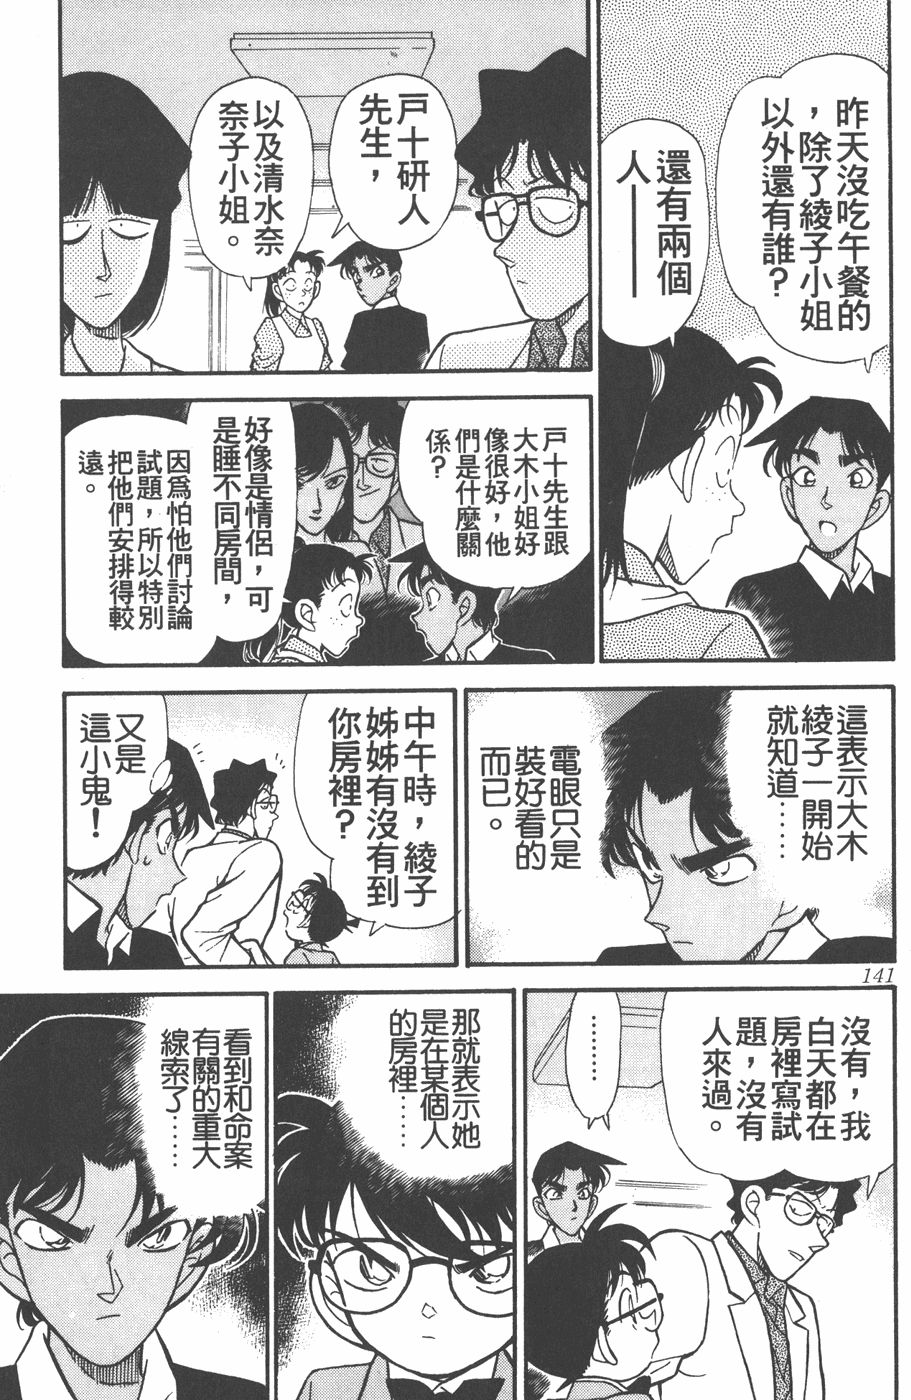 昨天沒吃午餐的
，除了綾子小姐
以外還有誰？
還有兩個
人——
戸十研人
先生，
以及清水奈
奈子小姐。
戸十先生跟
大木小姐好
像很好，他
們是什麼關
係？
好像是情侶，可
是睡不同房間，
因為怕他們討論
試題，所以特別
把他們安排得較
遠。
這表示大木
綾子一開始
就知道……
電眼只是
裝好看的
而已。
中午時，綾子
姊姊有沒有到
你房裡？
又是
這小鬼！
141
沒有，我
白天都在
房裡寫試
題，沒有
人來過。
……
那就表示她
是在某個人
的房裡……
看到和命案
有關的重大
線索了……